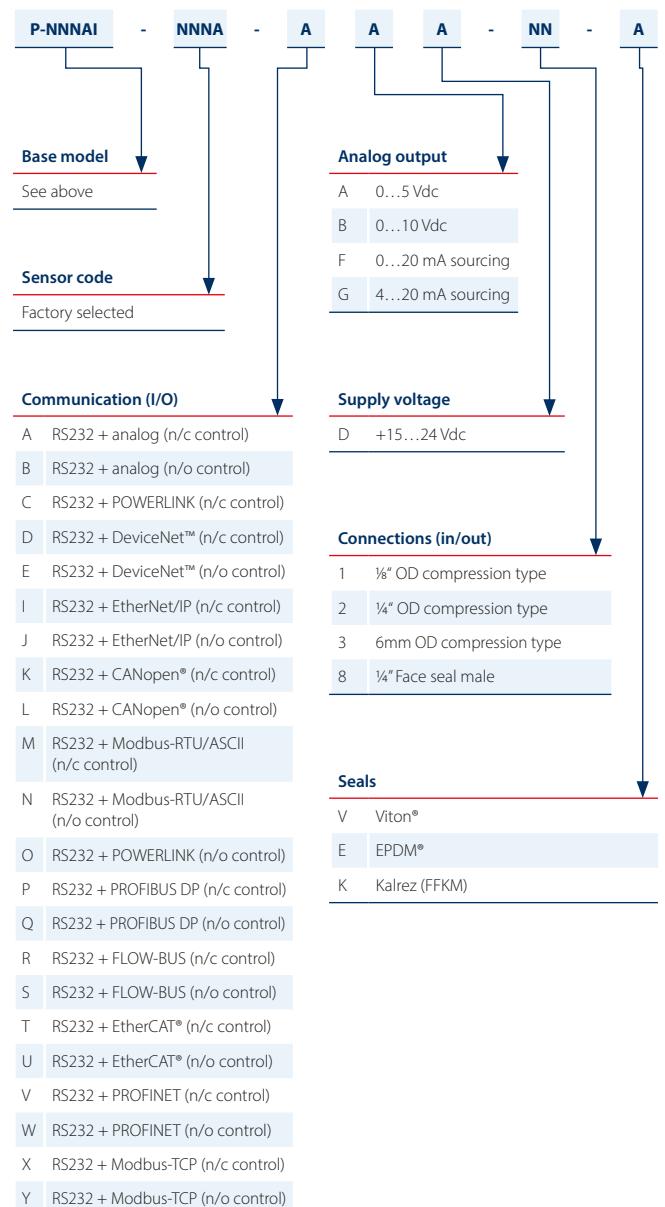 P-NNNAI - NNNA - A A A - NN - A
Base model
See above
Sensor code
Factory selected
Communication (I/O)
A RS232 + analog (n/c control)
B RS232 + analog (n/o control)
C RS232 + POWERLINK (n/c control)
D RS232 + DeviceNet™ (n/c control)
E RS232 + DeviceNet™ (n/o control)
I RS232 + EtherNet/IP (n/c control)
J RS232 + EtherNet/IP (n/o control)
K RS232 + CANopen® (n/c control)
L RS232 + CANopen® (n/o control)
M RS232 + Modbus-RTU/ASCII
(n/c control)
N RS232 + Modbus-RTU/ASCII
(n/o control)
O RS232 + POWERLINK (n/o control)
P RS232 + PROFIBUS DP (n/c control)
Q RS232 + PROFIBUS DP (n/o control)
R RS232 + FLOW-BUS (n/c control)
S RS232 + FLOW-BUS (n/o control)
T RS232 + EtherCAT® (n/c control)
U RS232 + EtherCAT® (n/o control)
V RS232 + PROFINET (n/c control)
W RS232 + PROFINET (n/o control)
X RS232 + Modbus-TCP (n/c control)
Y RS232 + Modbus-TCP (n/o control)
Analog output
A 0…5 Vdc
B 0…10 Vdc
F 0…20 mA sourcing
G 4…20 mA sourcing
Supply voltage
D +15…24 Vdc
Connections (in/out)
1 ⅛“ OD compression type
2 ¼“ OD compression type
3 6mm OD compression type
8 ¼” Face seal male
Seals
V Viton®
E EPDM®
K Kalrez (FFKM)